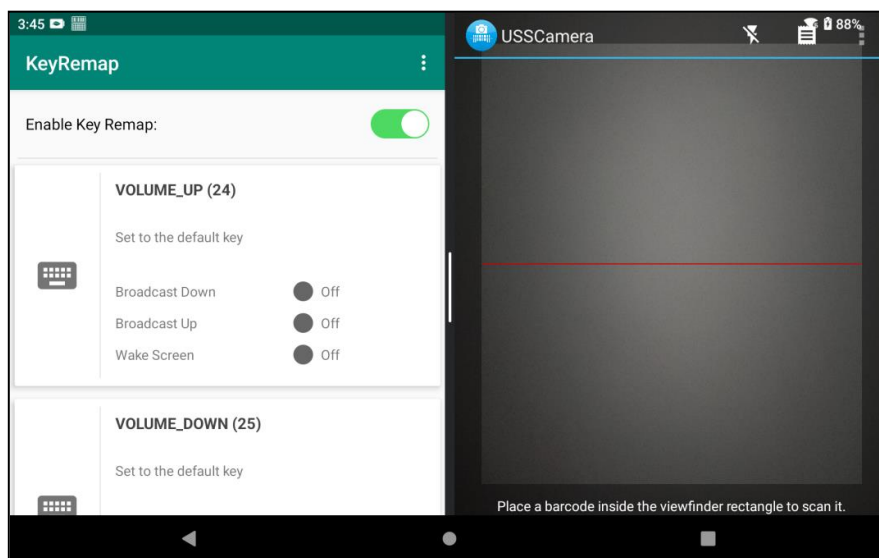 3:45
KeyRemap
Enable Key Remap:
VOLUME_UP (24)
Set to the default key
Broadcast Down Off
Broadcast Up Off
Wake Screen Off
VOLUME_DOWN (25)
Set to the default key
USSCamera
88%
Place a barcode inside the viewfinder rectangle to scan it.